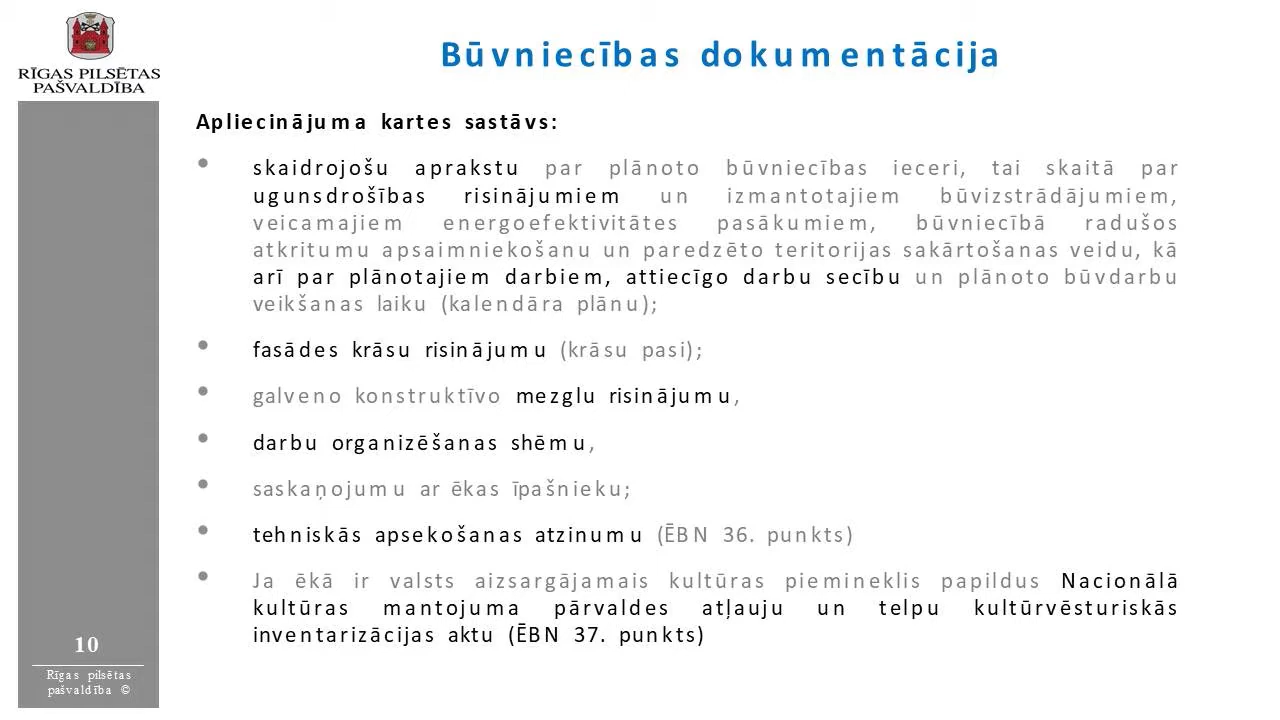 RĪGAS PILSĒTAS
PAŠVALDĪBA
Būvniecības dokumentācija
Apliecinājuma kartes sastāvs:
• skaidrojošu aprakstu par plānoto būvniecības ieceri, tai skaitā par
ugunsdrošības risinājumiem un izmantotajiem būvizstrādājumiem,
veicamajiem energoefektivitātes pasākumiem, būvniecībā radušos
atkritumu apsaimniekošanu un paredzēto teritorijas sakārtošanas veidu, kā
arī par plānotajiem darbiem, attiecīgo darbu secību un plānoto būvdarbu
veikšanas laiku (kalendāra plānu);
• fasādes krāsu risinājumu (krāsu pasi);
• galveno konstruktīvo mezglu risinājumu,
• darbu organizēšanas shēmu,
• saskaņojumu ar ēkas īpašnieku;
• tehniskās apsekošanas atzinumu (ĒBN 36. punkts)
• Ja ēkā ir valsts aizsargājamais kultūras piemineklis papildus Nacionālā
kultūras mantojuma pārvaldes atļauju un telpu kultūrvēsturiskās
inventarizācijas aktu (ĒBN 37. punkts)
10
Rīgas pilsētas
pašvaldība ©